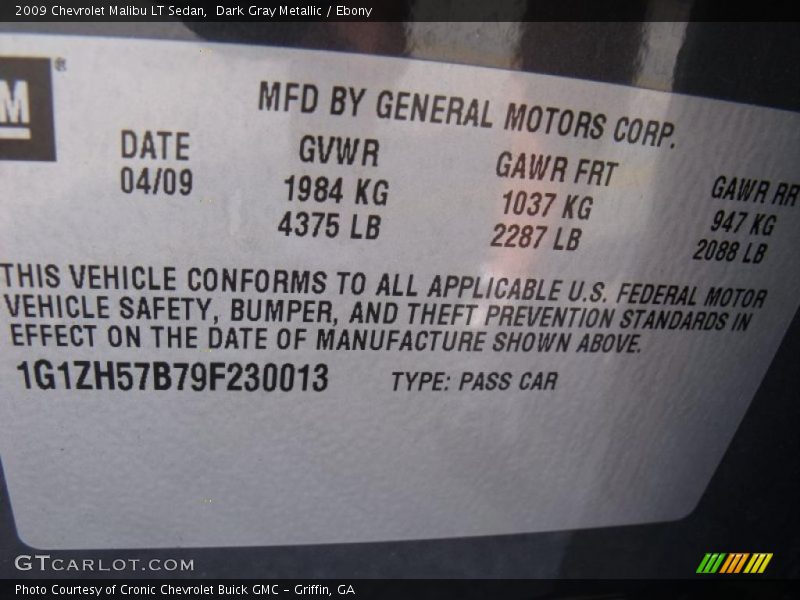 2009 Chevrolet Malibu LT Sedan, Dark Gray Metallic / Ebony
M®
MFD BY GENERAL MOTORS CORP.
DATE GVWR GAWR FRT GAWR RR
04/09 1984 KG 1037 KG 947 KG
4375 LB 2287 LB 2088 LB
THIS VEHICLE CONFORMS TO ALL APPLICABLE U.S. FEDERAL MOTOR
VEHICLE SAFETY, BUMPER, AND THEFT PREVENTION STANDARDS IN
EFFECT ON THE DATE OF MANUFACTURE SHOWN ABOVE.
1G1ZH57B79F230013 TYPE: PASS CAR
GTCARLOT.COM
Photo Courtesy of Cronic Chevrolet Buick GMC - Griffin, GA